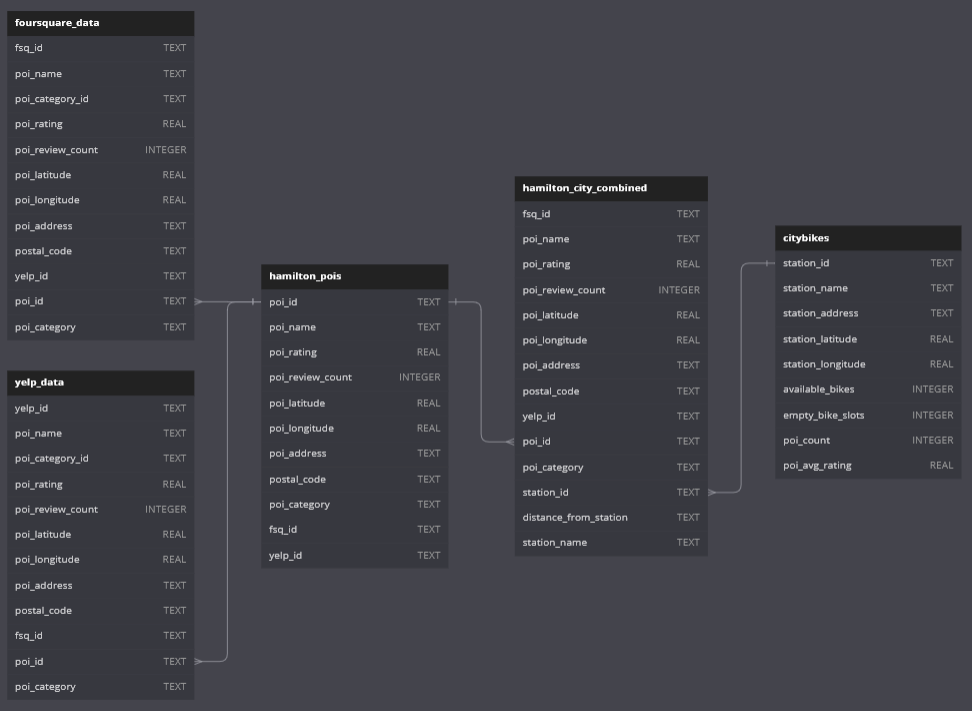 foursquare_data
fsq_id TEXT
poi_name TEXT
poi_category_id TEXT
poi_rating REAL
poi_review_count INTEGER
poi_latitude REAL
poi_longitude REAL
poi_address TEXT
postal_code TEXT
yelp_id TEXT
poi_id TEXT
poi_category TEXT
yelp_data
yelp_id TEXT
poi_name TEXT
poi_category_id TEXT
poi_rating REAL
poi_review_count INTEGER
poi_latitude REAL
poi_longitude REAL
poi_address TEXT
postal_code TEXT
fsq_id TEXT
poi_id TEXT
poi_category TEXT
hamilton_pois
poi_id TEXT
poi_name TEXT
poi_rating REAL
poi_review_count INTEGER
poi_latitude REAL
poi_longitude REAL
poi_address TEXT
postal_code TEXT
poi_category TEXT
fsq_id TEXT
yelp_id TEXT
hamilton_city_combined
fsq_id TEXT
poi_name TEXT
poi_rating REAL
poi_review_count INTEGER
poi_latitude REAL
poi_longitude REAL
poi_address TEXT
postal_code TEXT
yelp_id TEXT
poi_id TEXT
poi_category TEXT
station_id TEXT
distance_from_station TEXT
station_name TEXT
citybikes
station_id TEXT
station_name TEXT
station_address TEXT
station_latitude REAL
station_longitude REAL
available_bikes INTEGER
empty_bike_slots INTEGER
poi_count INTEGER
poi_avg_rating REAL